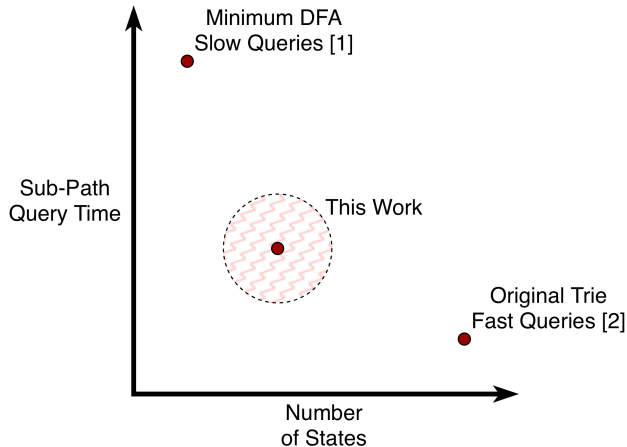 Minimum DFA
Slow Queries [1]
Sub-Path
Query Time
This Work
Original Trie
Fast Queries [2]
Number
of States